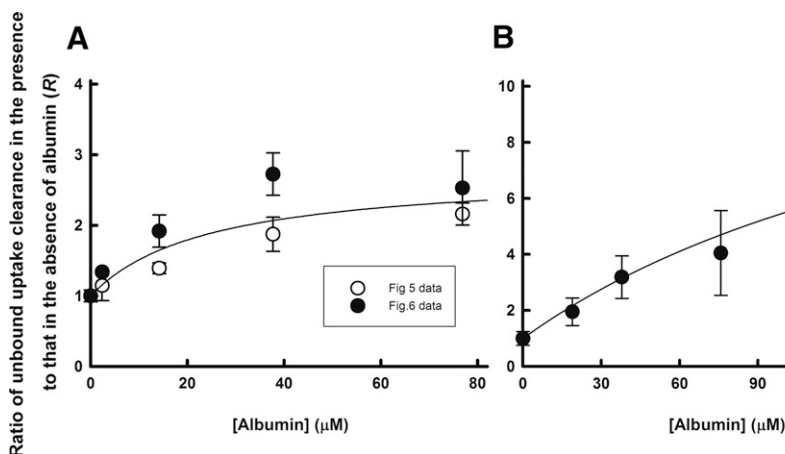 Ratio of unbound uptake clearance in the presence
to that in the absence of albumin (R)
A
4
3
2
1
0
0 20 40 60 80
[Albumin] (μM)
Fig 5 data
Fig.6 data
B
10
8
6
4
2
0
0 30 60 90
[Albumin] (μM)